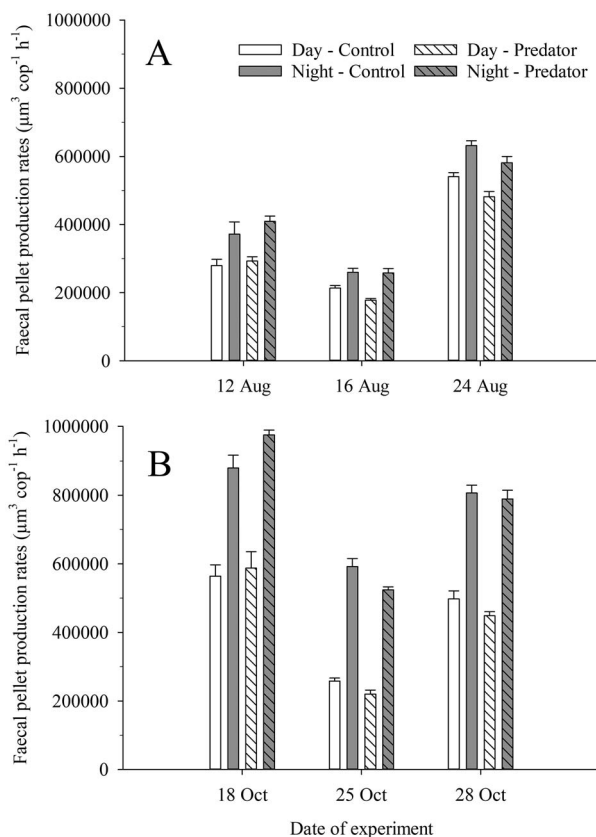 1000000
800000
600000
400000
200000
0
Faecal pellet production rates (µm³ cop⁻¹ h⁻¹)
A
Day - Control
Day - Predator
Night - Control
Night - Predator
12 Aug
16 Aug
24 Aug
1000000
800000
600000
400000
200000
0
Faecal pellet production rates (µm³ cop⁻¹ h⁻¹)
B
18 Oct
25 Oct
28 Oct
Date of experiment